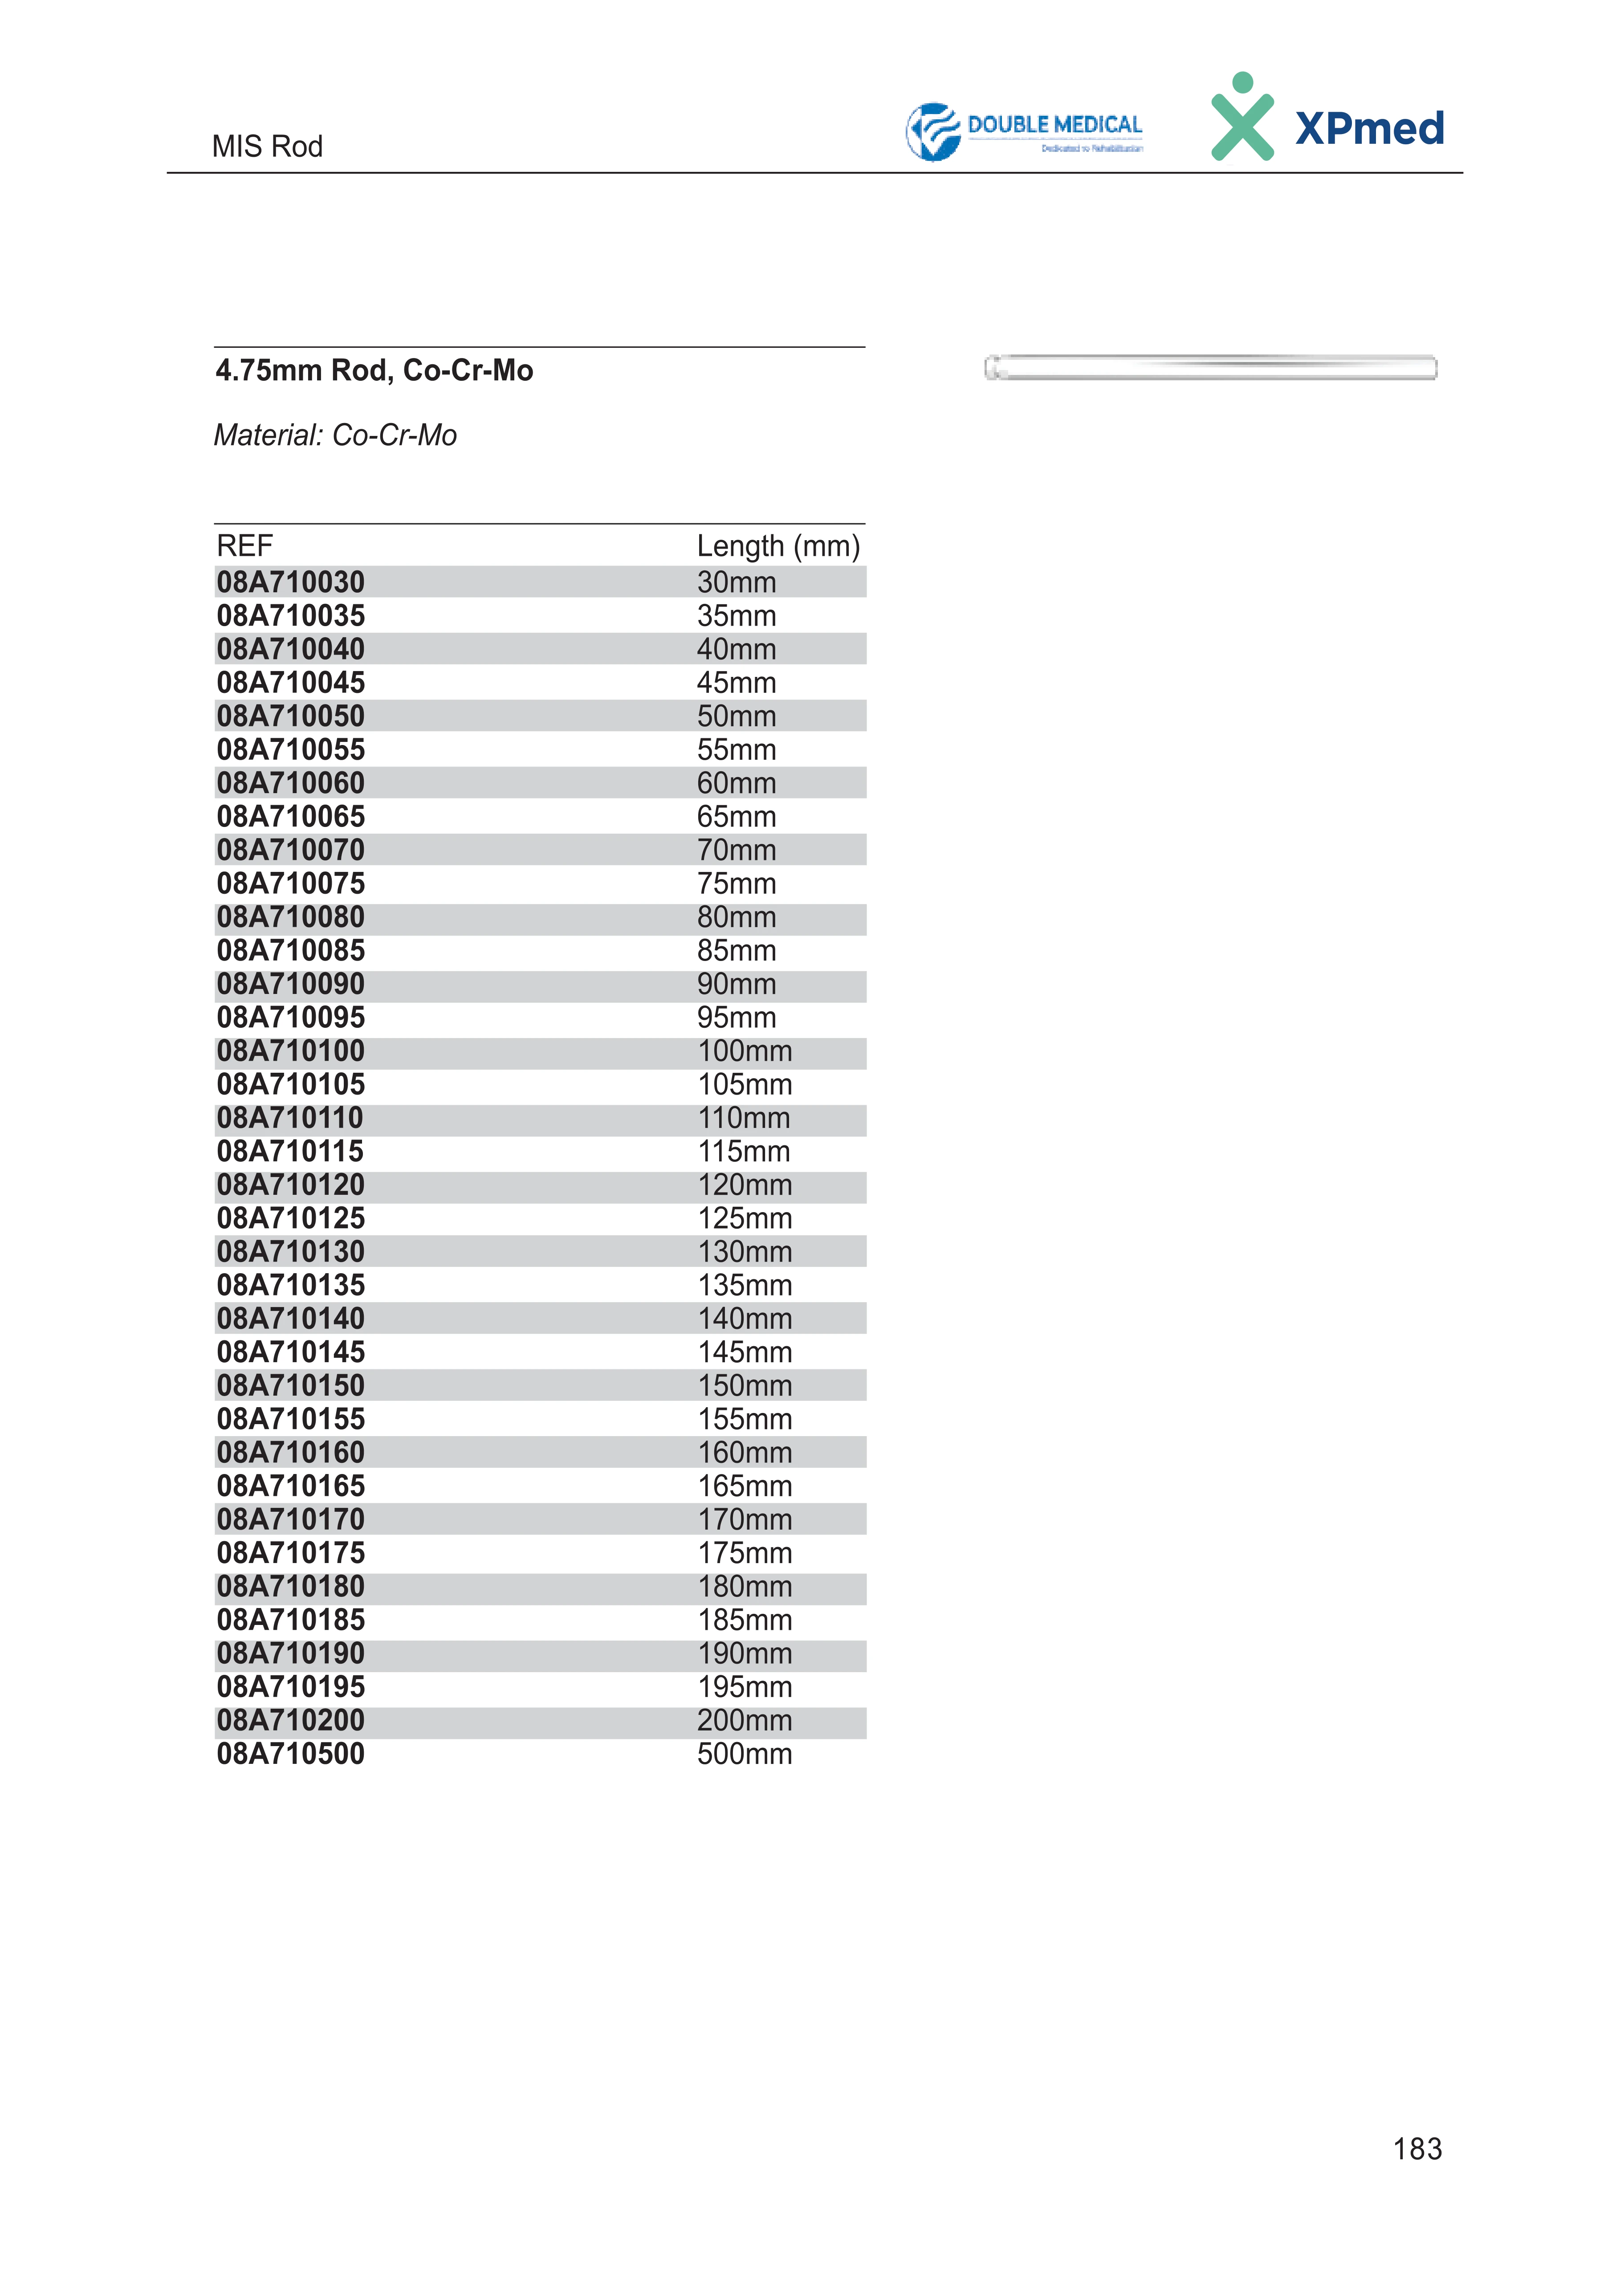 MIS Rod
DOUBLE MEDICAL
Dedicated to Rehabilitation
XPmed
4.75mm Rod, Co-Cr-Mo
Material: Co-Cr-Mo
REF Length (mm)
08A710030 30mm
08A710035 35mm
08A710040 40mm
08A710045 45mm
08A710050 50mm
08A710055 55mm
08A710060 60mm
08A710065 65mm
08A710070 70mm
08A710075 75mm
08A710080 80mm
08A710085 85mm
08A710090 90mm
08A710095 95mm
08A710100 100mm
08A710105 105mm
08A710110 110mm
08A710115 115mm
08A710120 120mm
08A710125 125mm
08A710130 130mm
08A710135 135mm
08A710140 140mm
08A710145 145mm
08A710150 150mm
08A710155 155mm
08A710160 160mm
08A710165 165mm
08A710170 170mm
08A710175 175mm
08A710180 180mm
08A710185 185mm
08A710190 190mm
08A710195 195mm
08A710200 200mm
08A710500 500mm
183